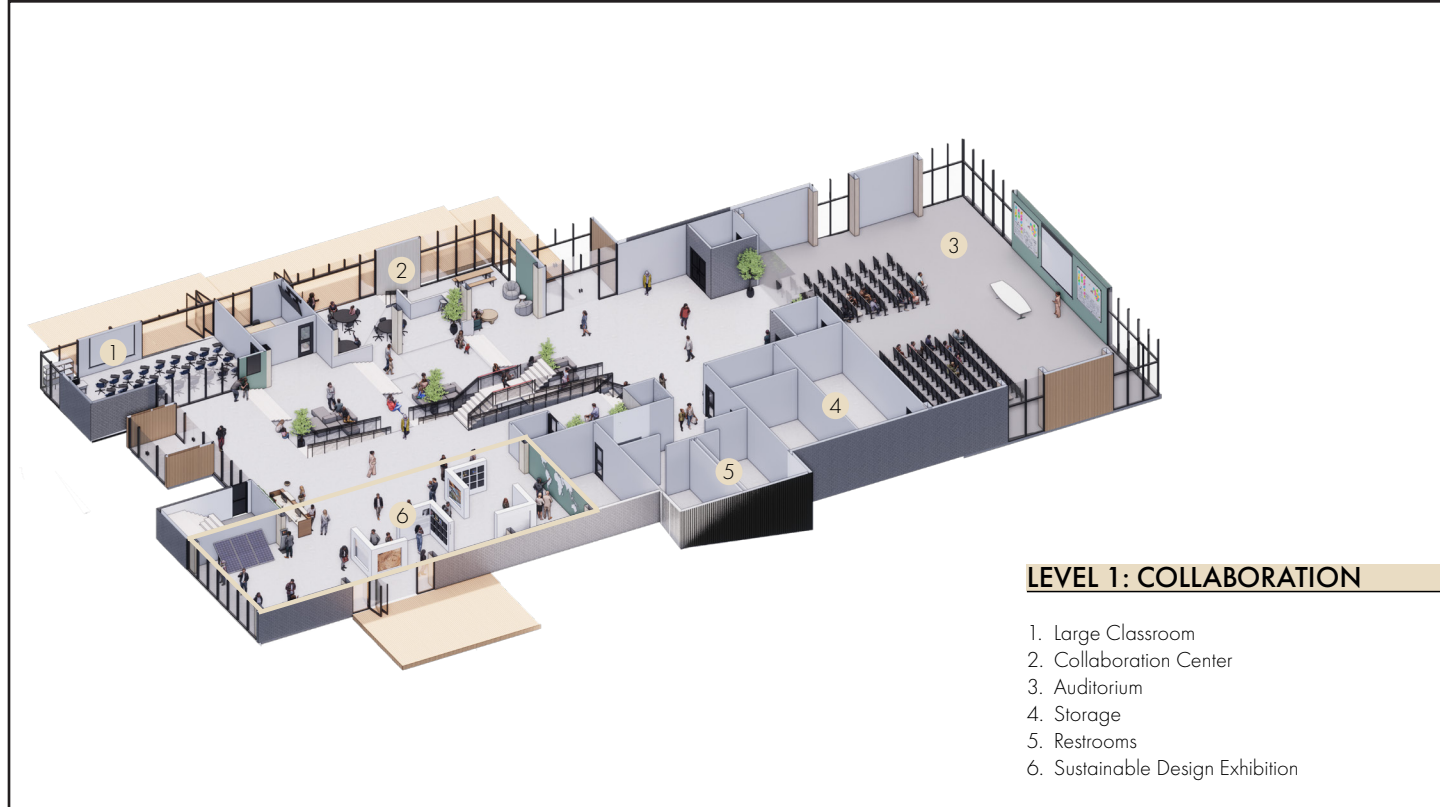 1
2
3
4
5
6
LEVEL 1: COLLABORATION
1. Large Classroom
2. Collaboration Center
3. Auditorium
4. Storage
5. Restrooms
6. Sustainable Design Exhibition